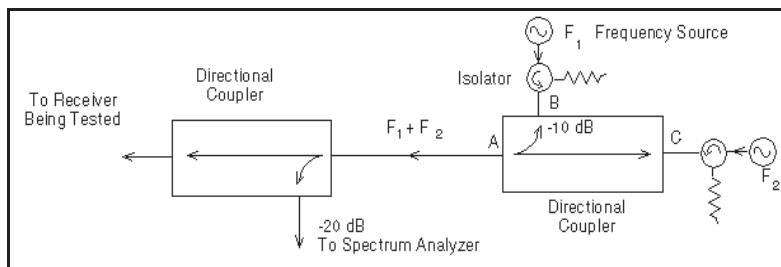 F1 Frequency Source
Isolator
B
Directional
Coupler
To Receiver
Being Tested
F1 + F2
A
-10 dB
C
F2
-20 dB
To Spectrum Analyzer
Directional
Coupler